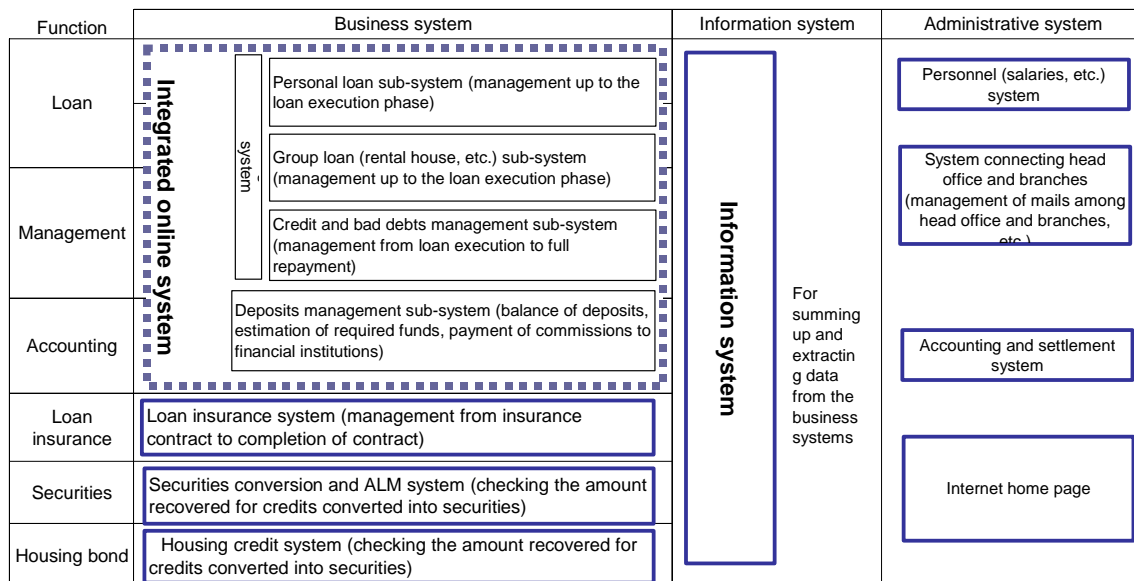 Function
Business system
Information system
Administrative system
Loan
Integrated online system
system
Personal loan sub-system (management up to the
loan execution phase)
Group loan (rental house, etc.) sub-system
(management up to the loan execution phase)
Management
Credit and bad debts management sub-system
(management from loan execution to full
repayment)
Accounting
Deposits management sub-system (balance of deposits,
estimation of required funds, payment of commissions to
financial institutions)
Loan
insurance
Loan insurance system (management from insurance
contract to completion of contract)
Securities
Securities conversion and ALM system (checking the amount
recovered for credits converted into securities)
Housing bond
Housing credit system (checking the amount recovered for
credits converted into securities)
Information system
For
summing
up and
extractin
g data
from the
business
systems
Personnel (salaries, etc.)
system
System connecting head
office and branches
(management of mails among
head office and branches,
etc.)
Accounting and settlement
system
Internet home page